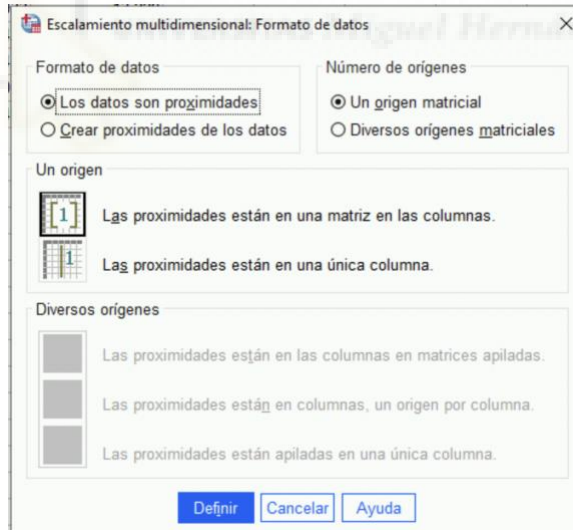 Escalamiento multidimensional: Formato de datos
Formato de datos
Los datos son proximidades
Crear proximidades de los datos
Número de orígenes
Un origen matricial
Diversos orígenes matriciales
Un origen
1
Las proximidades están en una matriz en las columnas.
1
Las proximidades están en una única columna.
Diversos orígenes
Las proximidades están en las columnas en matrices apiladas.
Las proximidades están en columnas, un origen por columna.
Las proximidades están apiladas en una única columna.
Definir Cancelar Ayuda